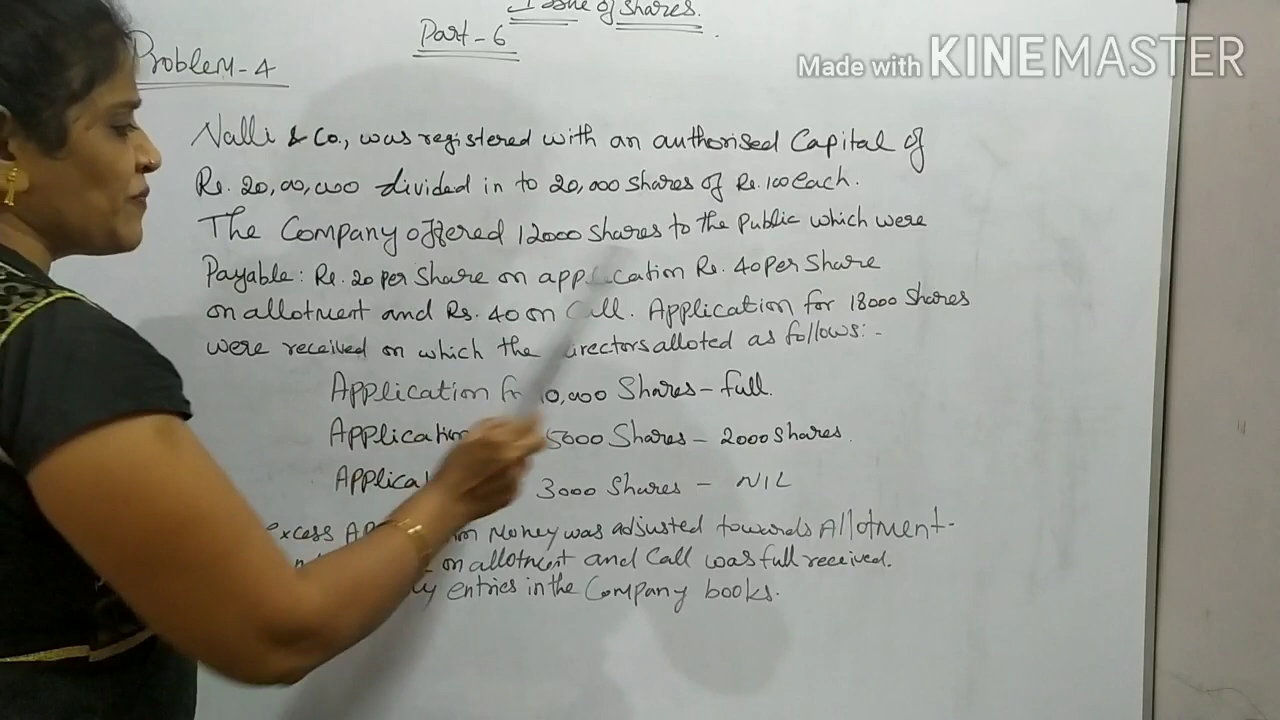 Issue of shares.
Part-6
Made with KINEMASTER
Problem-4
Nalli & Co., was registered with an authorised Capital of
Rs. 20,00,000 divided in to 20,000 shares of Rs. 100 each.
The Company offered 12000 shares to the Public which were
Payable: Rs. 20 per share on application Rs. 40 Per Share
on allotment and Rs. 40 on Call. Application for 18000 Shares
were received on which the directors alloted as follows:-
Application 10,000 Shares - full.
Application 5000 Shares - 2000 shares.
3000 Shares - NIL
Excess Money was adjusted towards Allotment-
on allotment and Call was full received.
entries in the Company books.